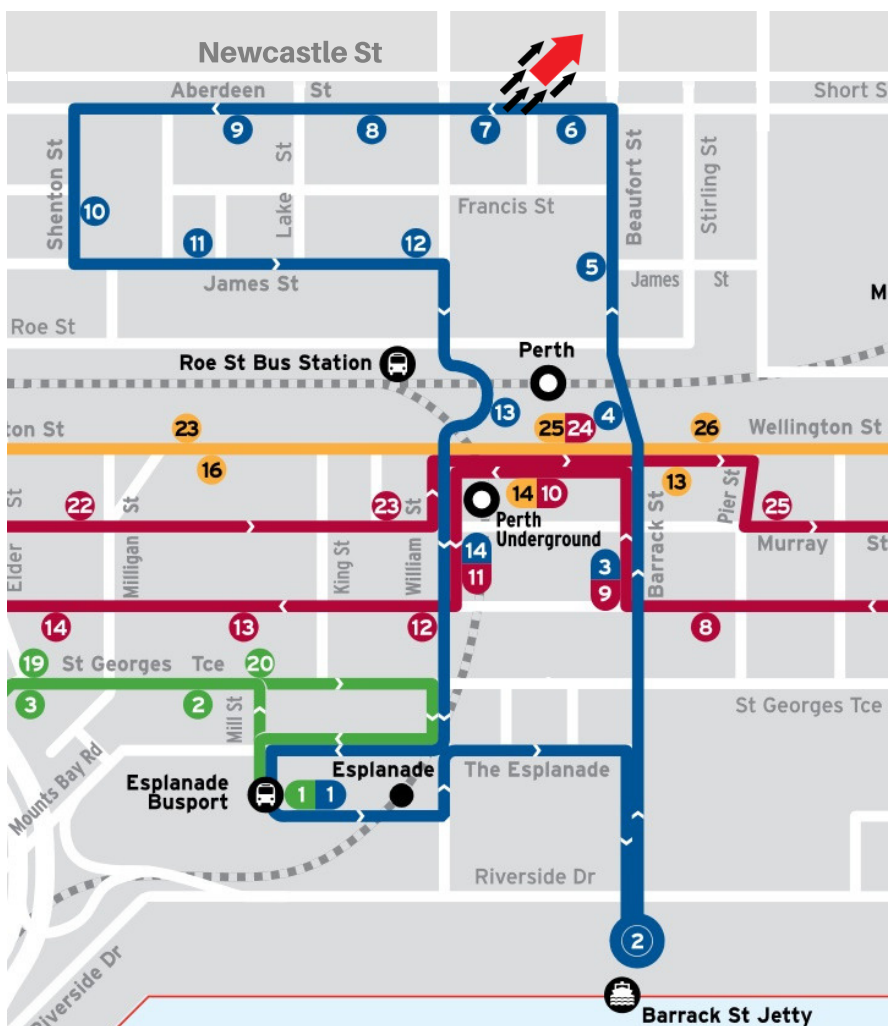 Newcastle St
Aberdeen St
Short S
9
8
7
6
Shenton St
Lake St
Beaufort St
Stirling St
10
Francis St
11
12
5
James St
James St
M
Roe St
Roe St Bus Station
Perth
13
4
ton St
23
25 24
26
Wellington St
16
14 10
13
Pier St
22
23
25
Elder St
Milligan St
King St
William St
Perth
Underground
Barrack St
Murray St
14
11
3
9
14
13
12
8
19
St Georges Tce
20
3
2
Mill St
St Georges Tce
Mounts Bay Rd
Esplanade
Busport
1 1
Esplanade
The Esplanade
Riverside Dr
2
Riverside Dr
Barrack St Jetty